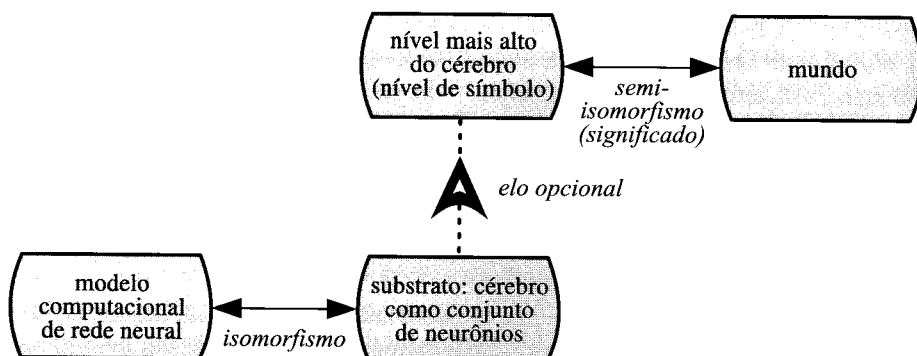 nível mais alto
do cérebro
(nível de símbolo)
mundo
semi-
isomorfismo
(significado)
elo opcional
modelo
computacional
de rede neural
isomorfismo
substrato: cérebro
como conjunto
de neurônios